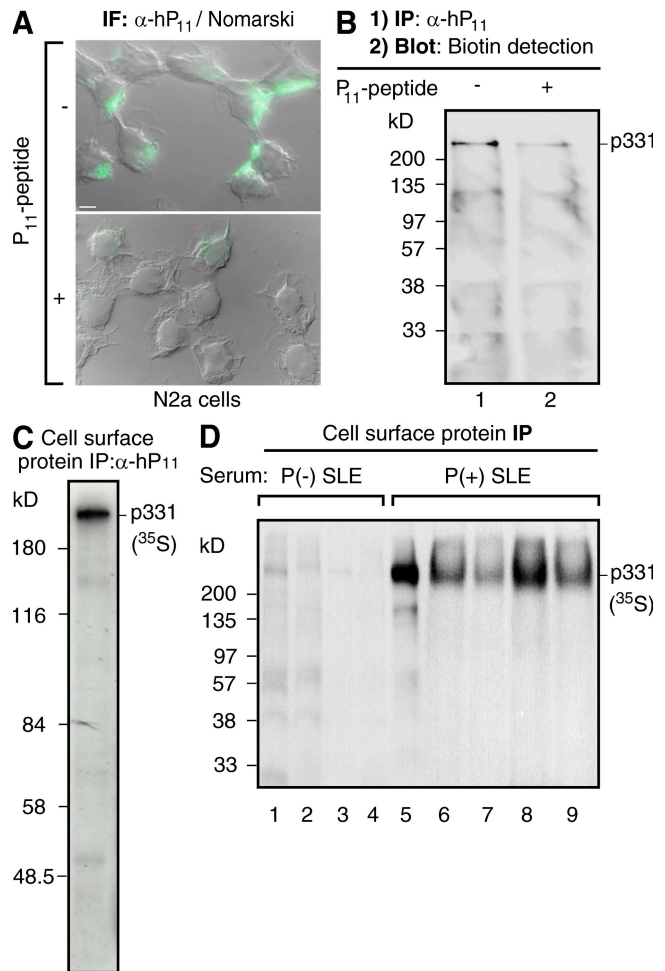 A
IF: α-hP11 / Nomarski
P11-peptide
-
+
N2a cells
B
1) IP: α-hP11
2) Blot: Biotin detection
P11-peptide - +
kD
200
135
97
57
38
33
p331
1 2
C
Cell surface
protein IP:α-hP11
kD
180
116
84
58
48.5
p331
(35S)
D
Cell surface protein IP
Serum: P(-) SLE P(+) SLE
kD
200
135
97
57
38
33
p331
(35S)
1 2 3 4 5 6 7 8 9